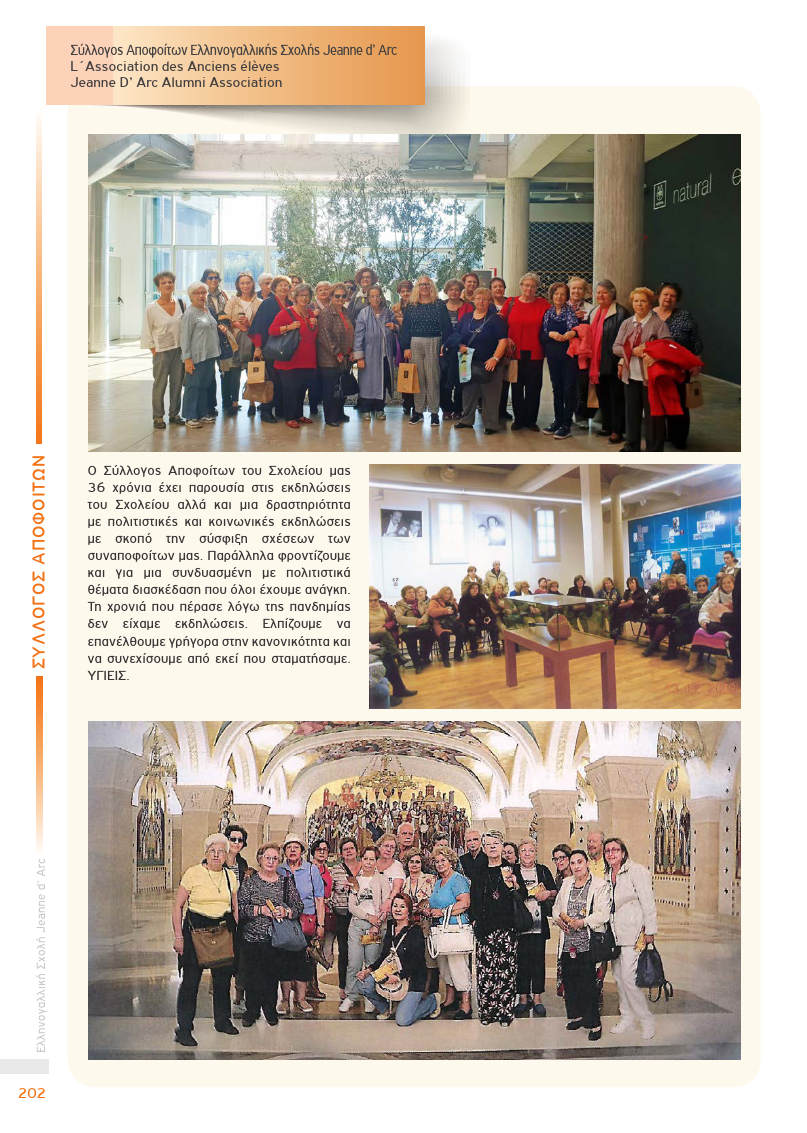 Σύλλογος Αποφοίτων Ελληνογαλλικής Σχολής Jeanne d' Arc
L΄Association des Anciens élèves
Jeanne D' Arc Alumni Association
natural
e
Ο Σύλλογος Αποφοίτων του Σχολείου μας
36 χρόνια έχει παρουσία στις εκδηλώσεις
του Σχολείου αλλά και μια δραστηριότητα
με πολιτιστικές και κοινωνικές εκδηλώσεις
με σκοπό την σύσφιξη σχέσεων των
συναποφοίτων μας. Παράλληλα φροντίζουμε
και για μια συνδυασμένη με πολιτιστικά
θέματα διασκέδαση που όλοι έχουμε ανάγκη.
Τη χρονιά που πέρασε λόγω της πανδημίας
δεν είχαμε εκδηλώσεις. Ελπίζουμε να
επανέλθουμε γρήγορα στην κανονικότητα και
να συνεχίσουμε από εκεί που σταματήσαμε.
ΥΓΙΕΙΣ.
ΣΥΛΛΟΓΟΣ ΑΠΟΦΟΙΤΩΝ
Ελληνογαλλική Σχολή Jeanne d' Arc
202